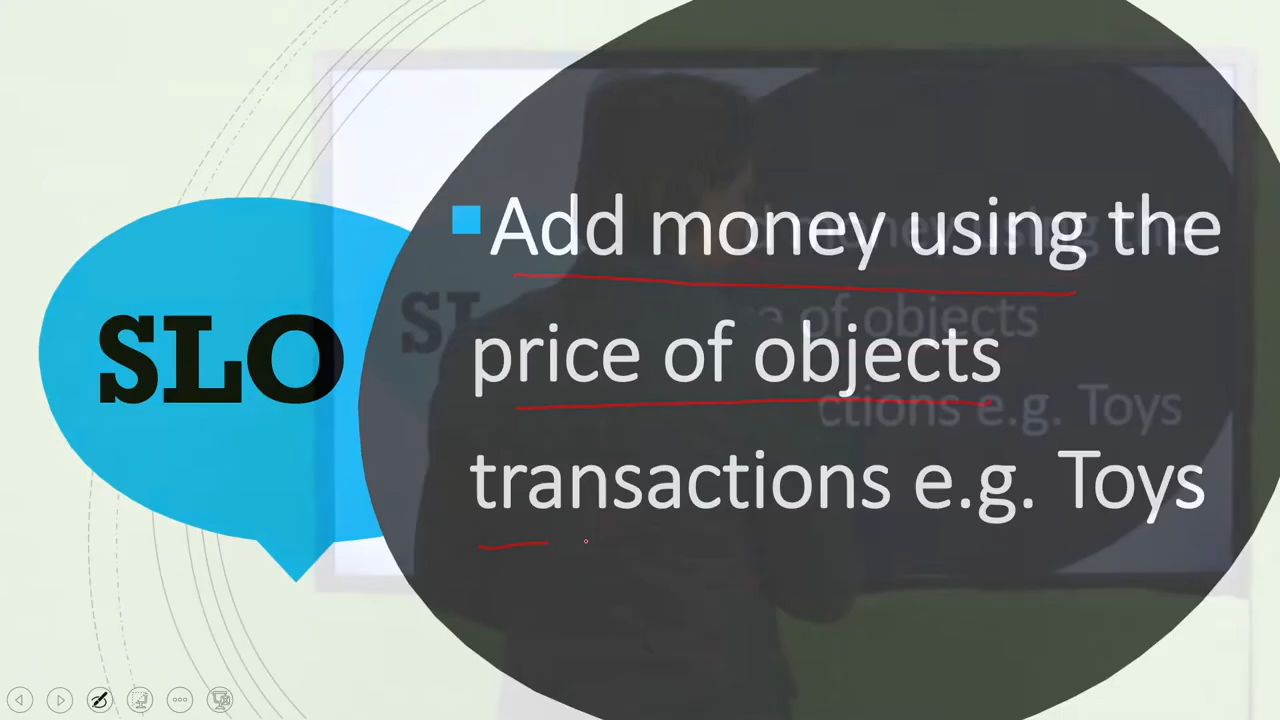 SLO
Add money using the
price of objects
transactions e.g. Toys